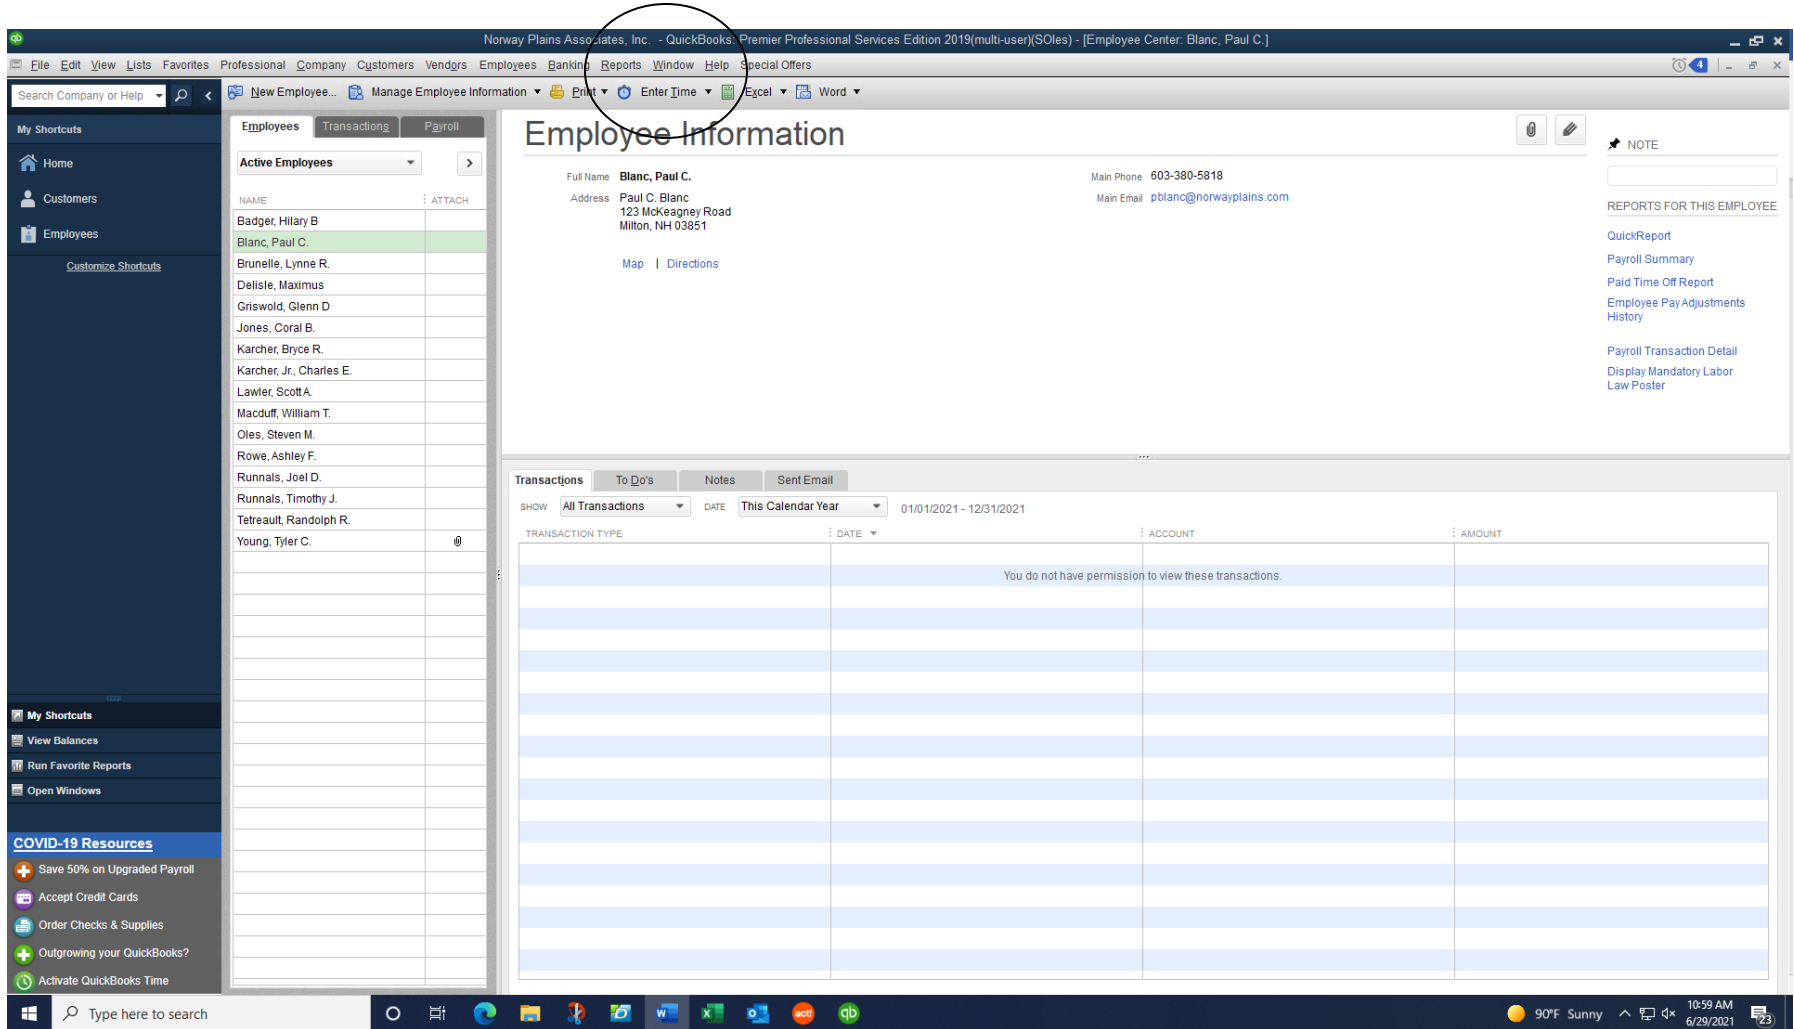 Norway Plains Associates, Inc. - QuickBooks: Premier Professional Services Edition 2019(multi-user)(SOles) - [Employee Center: Blanc, Paul C.]
File Edit View Lists Favorites Professional Company Customers Vendors Employees Banking Reports Window Help Special Offers 4
Search Company or Help New Employee... Manage Employee Information Print Enter Time Excel Word
My Shortcuts
Home
Customers
Employees
Customize Shortcuts
My Shortcuts
View Balances
Run Favorite Reports
Open Windows
COVID-19 Resources
Save 50% on Upgraded Payroll
Accept Credit Cards
Order Checks & Supplies
Outgrowing your QuickBooks?
Activate QuickBooks Time
Employees Transactions Payroll
Active Employees
NAME ATTACH
Badger, Hilary B
Blanc, Paul C.
Brunelle, Lynne R.
Delisle, Maximus
Griswold, Glenn D
Jones, Coral B.
Karcher, Bryce R.
Karcher, Jr., Charles E.
Lawler, Scott A.
Macduff, William T.
Oles, Steven M.
Rowe, Ashley F.
Runnals, Joel D.
Runnals, Timothy J.
Tetreault, Randolph R.
Young, Tyler C.
Employee Information
Full Name Blanc, Paul C.
Address Paul C. Blanc
123 McKeagney Road
Milton, NH 03851
Map | Directions
Main Phone 603-380-5818
Main Email pblanc@norwayplains.com
NOTE
REPORTS FOR THIS EMPLOYEE
QuickReport
Payroll Summary
Paid Time Off Report
Employee Pay Adjustments
History
Payroll Transaction Detail
Display Mandatory Labor
Law Poster
Transactions To Do's Notes Sent Email
SHOW All Transactions DATE This Calendar Year 01/01/2021 - 12/31/2021
TRANSACTION TYPE DATE ACCOUNT AMOUNT
You do not have permission to view these transactions.
Type here to search act! qb 90°F Sunny 10:59 AM
6/29/2021 23